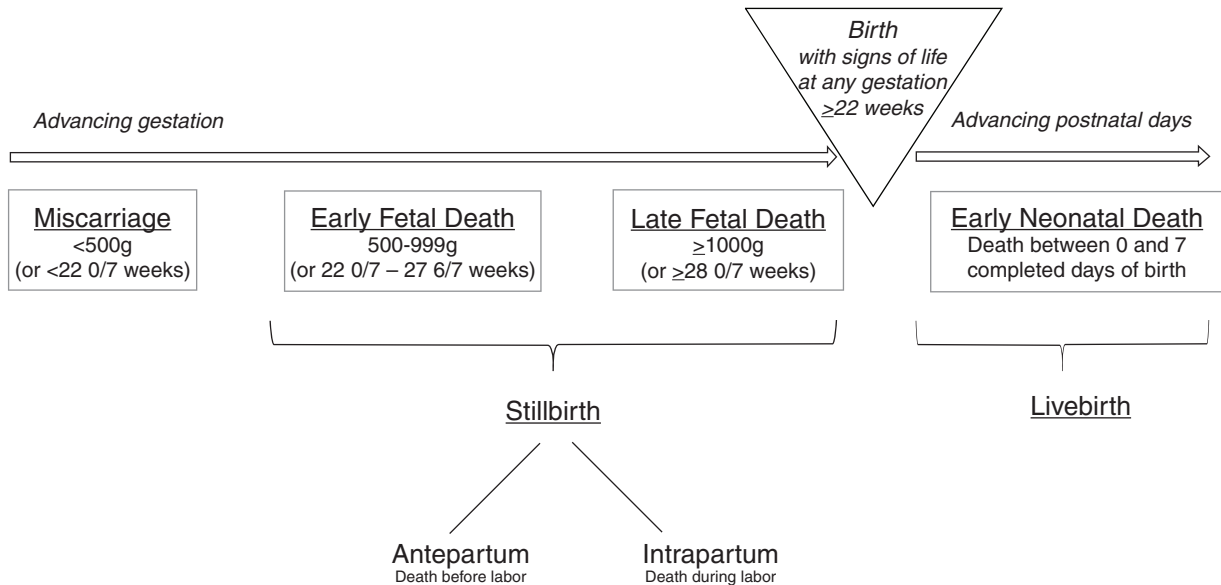 Birth
with signs of life
at any gestation
≥22 weeks
Advancing gestation
Advancing postnatal days
Miscarriage
<500g
(or <22 0/7 weeks)
Early Fetal Death
500-999g
(or 22 0/7 – 27 6/7 weeks)
Late Fetal Death
≥1000g
(or ≥28 0/7 weeks)
Early Neonatal Death
Death between 0 and 7
completed days of birth
Stillbirth
Livebirth
Antepartum
Death before labor
Intrapartum
Death during labor